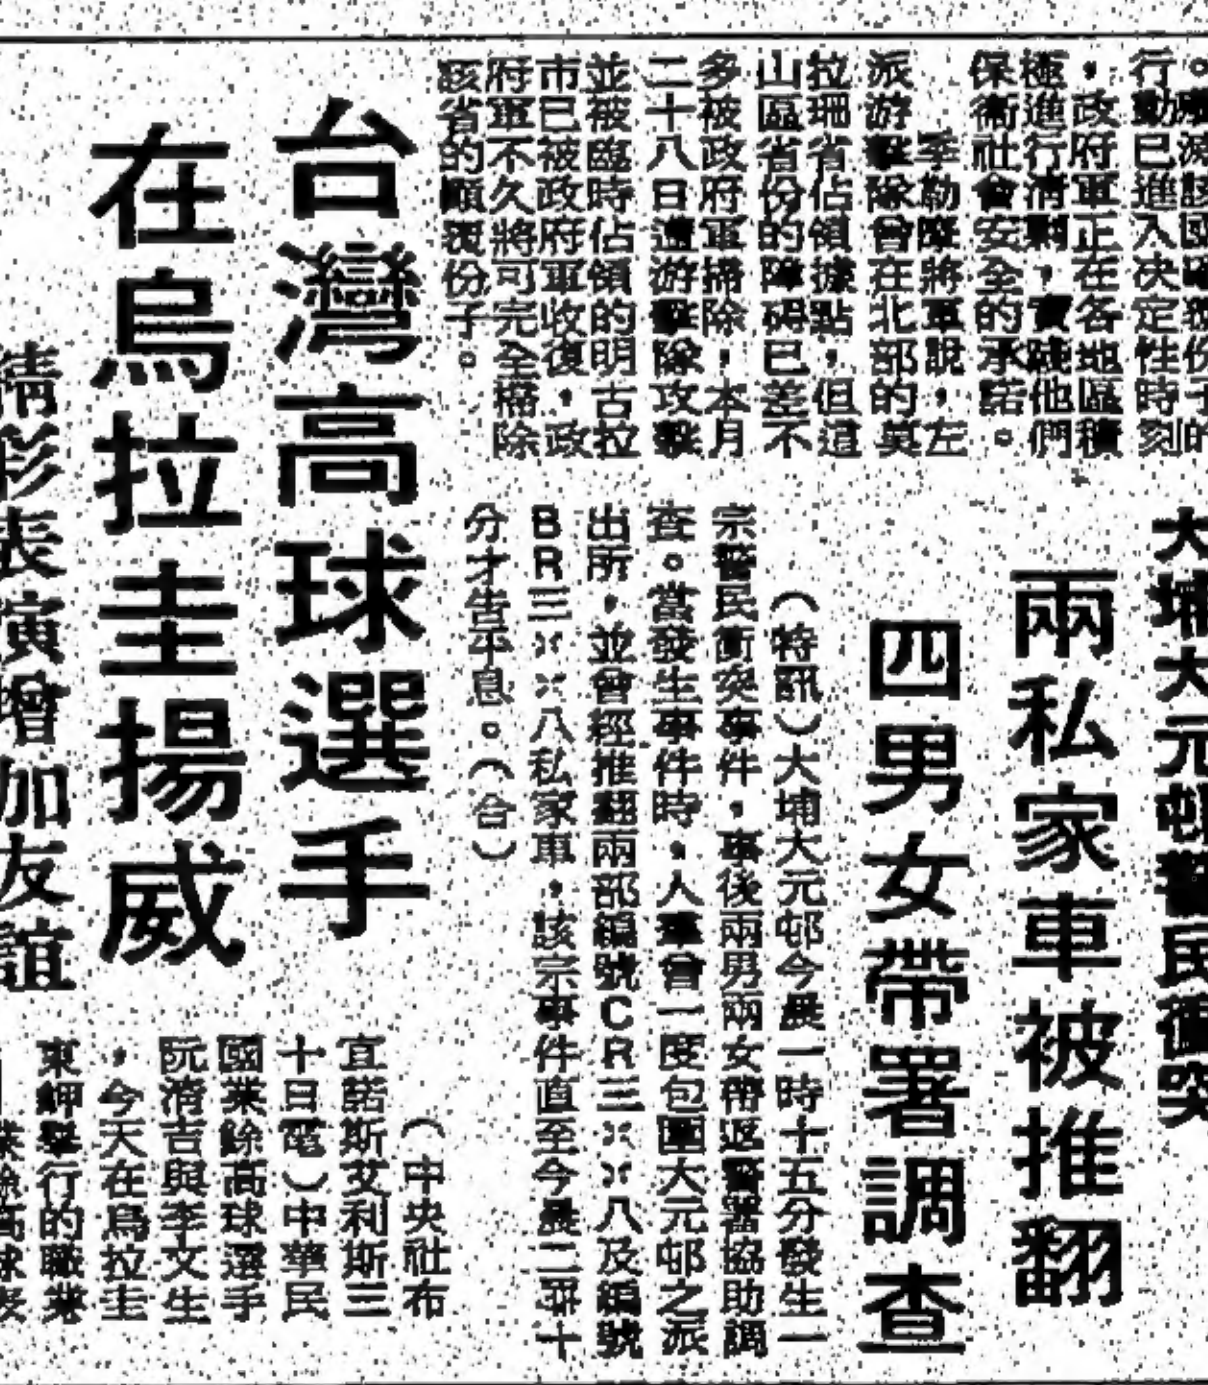 行動已進入決定性時刻
，政府軍正在各地區積
極進行清剿，實踐他們
保衛社會安全的承諾。
季勒摩將軍說，左
派游擊隊曾在北部的莫
拉珊省佔領據點，但這
山區省份的障碍已差不
多被政府軍掃除，本月
二十八日遭游擊隊攻擊
並被臨時佔領的明古拉
市已被政府軍收復，政
府軍不久將可完全掃除
該省的顛覆份子。
大埔大元邨警民衝突
兩私家車被推翻
四男女帶署調查
（特訊）大埔大元邨今晨一時十五分發生一
宗警民衝突事件，事後兩男兩女帶返警署協助調
查。當發生事件時，人羣曾一度包圍大元邨之派
出所，並曾經推翻兩部編號CR三××八及編號
BR三××八私家車，該宗事件直至今晨二時十
分才告平息。（合）
台灣高球選手
在烏拉圭揚威
精彩表演增加友誼
（中央社布
宜諾斯艾利斯三
十日電）中華民
國業餘高球選手
阮濟吉與李文生
，今天在烏拉圭
東岬舉行的職業